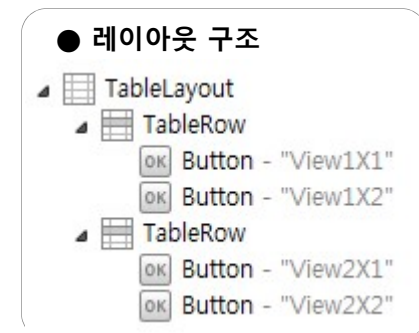 ● 레이아웃 구조
TableLayout
TableRow
OK Button - "View1X1"
OK Button - "View1X2"
TableRow
OK Button - "View2X1"
OK Button - "View2X2"